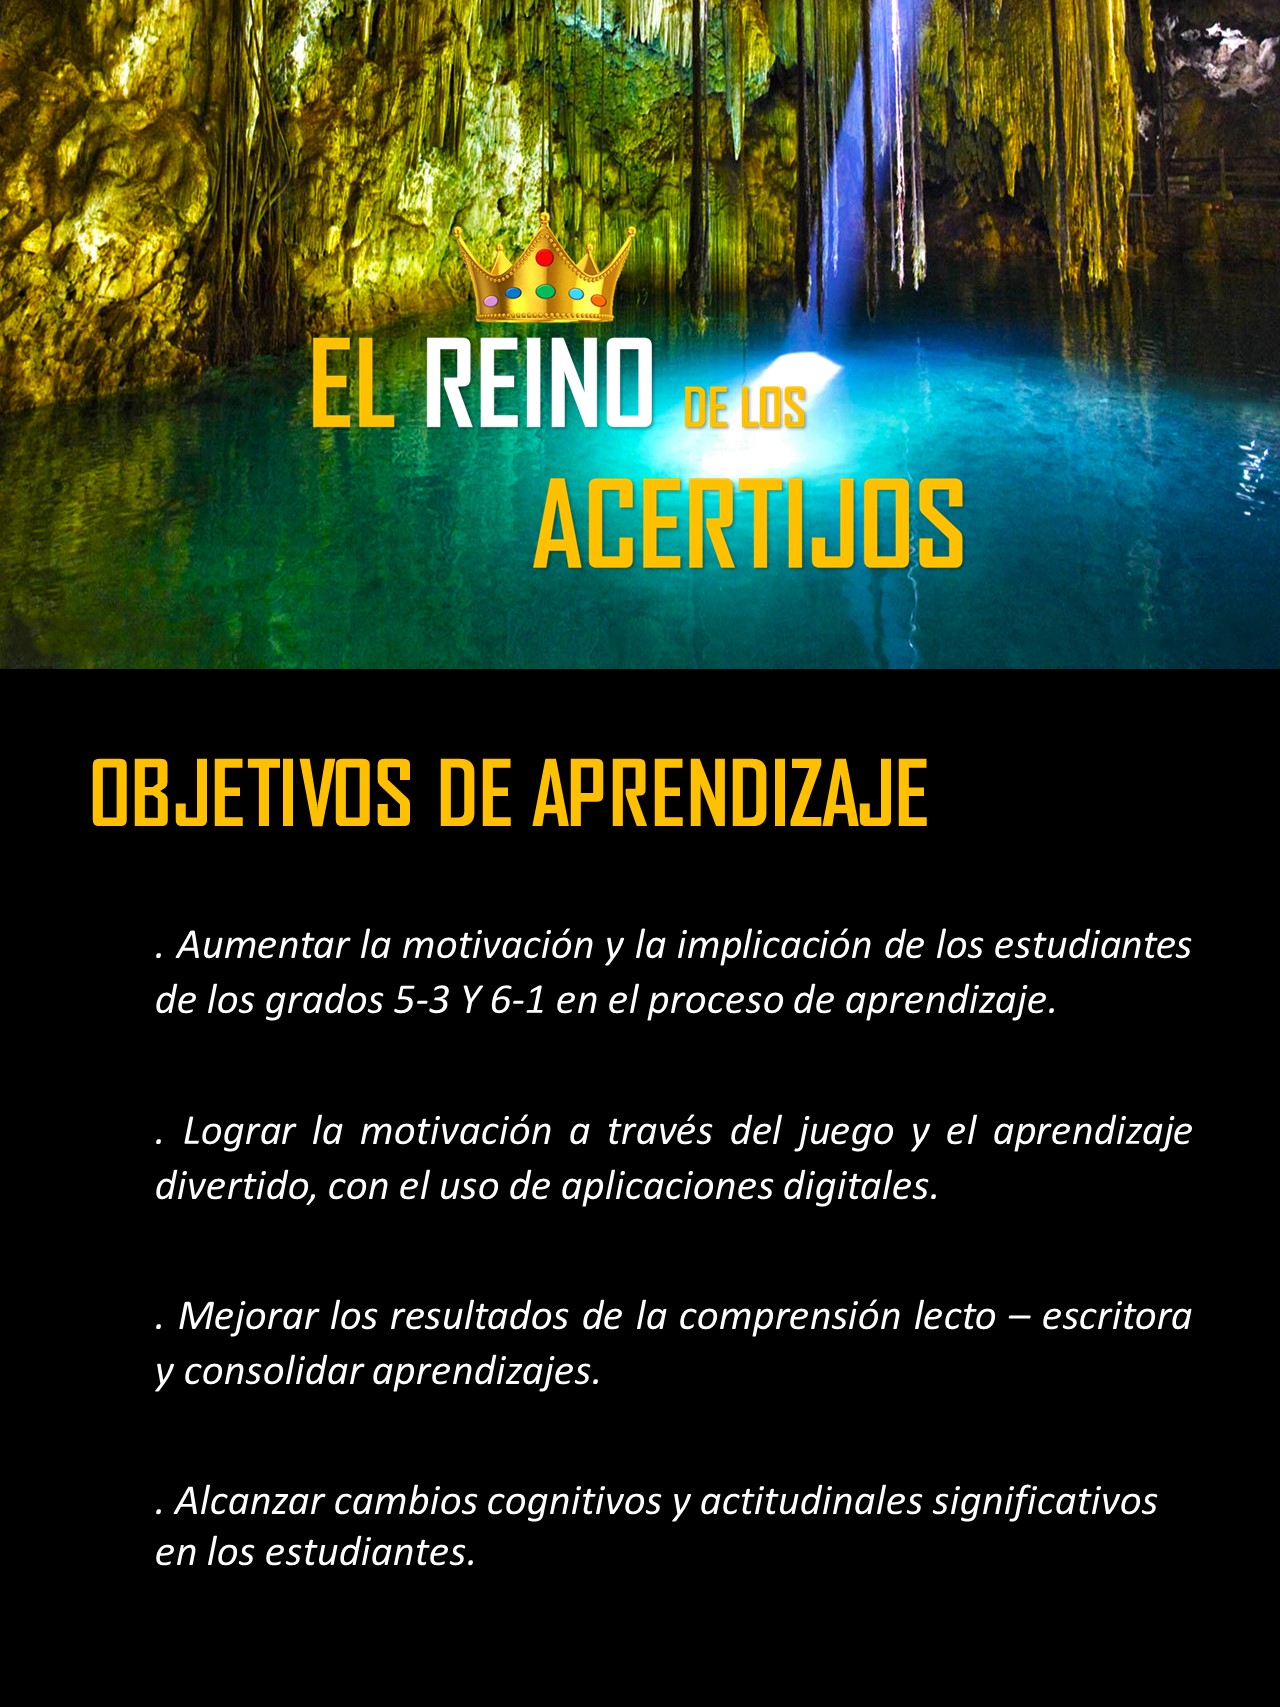 EL REINO DE LOS
ACERTIJOS
OBJETIVOS DE APRENDIZAJE
. Aumentar la motivación y la implicación de los estudiantes
de los grados 5-3 Y 6-1 en el proceso de aprendizaje.
. Lograr la motivación a través del juego y el aprendizaje
divertido, con el uso de aplicaciones digitales.
. Mejorar los resultados de la comprensión lecto – escritora
y consolidar aprendizajes.
. Alcanzar cambios cognitivos y actitudinales significativos
en los estudiantes.